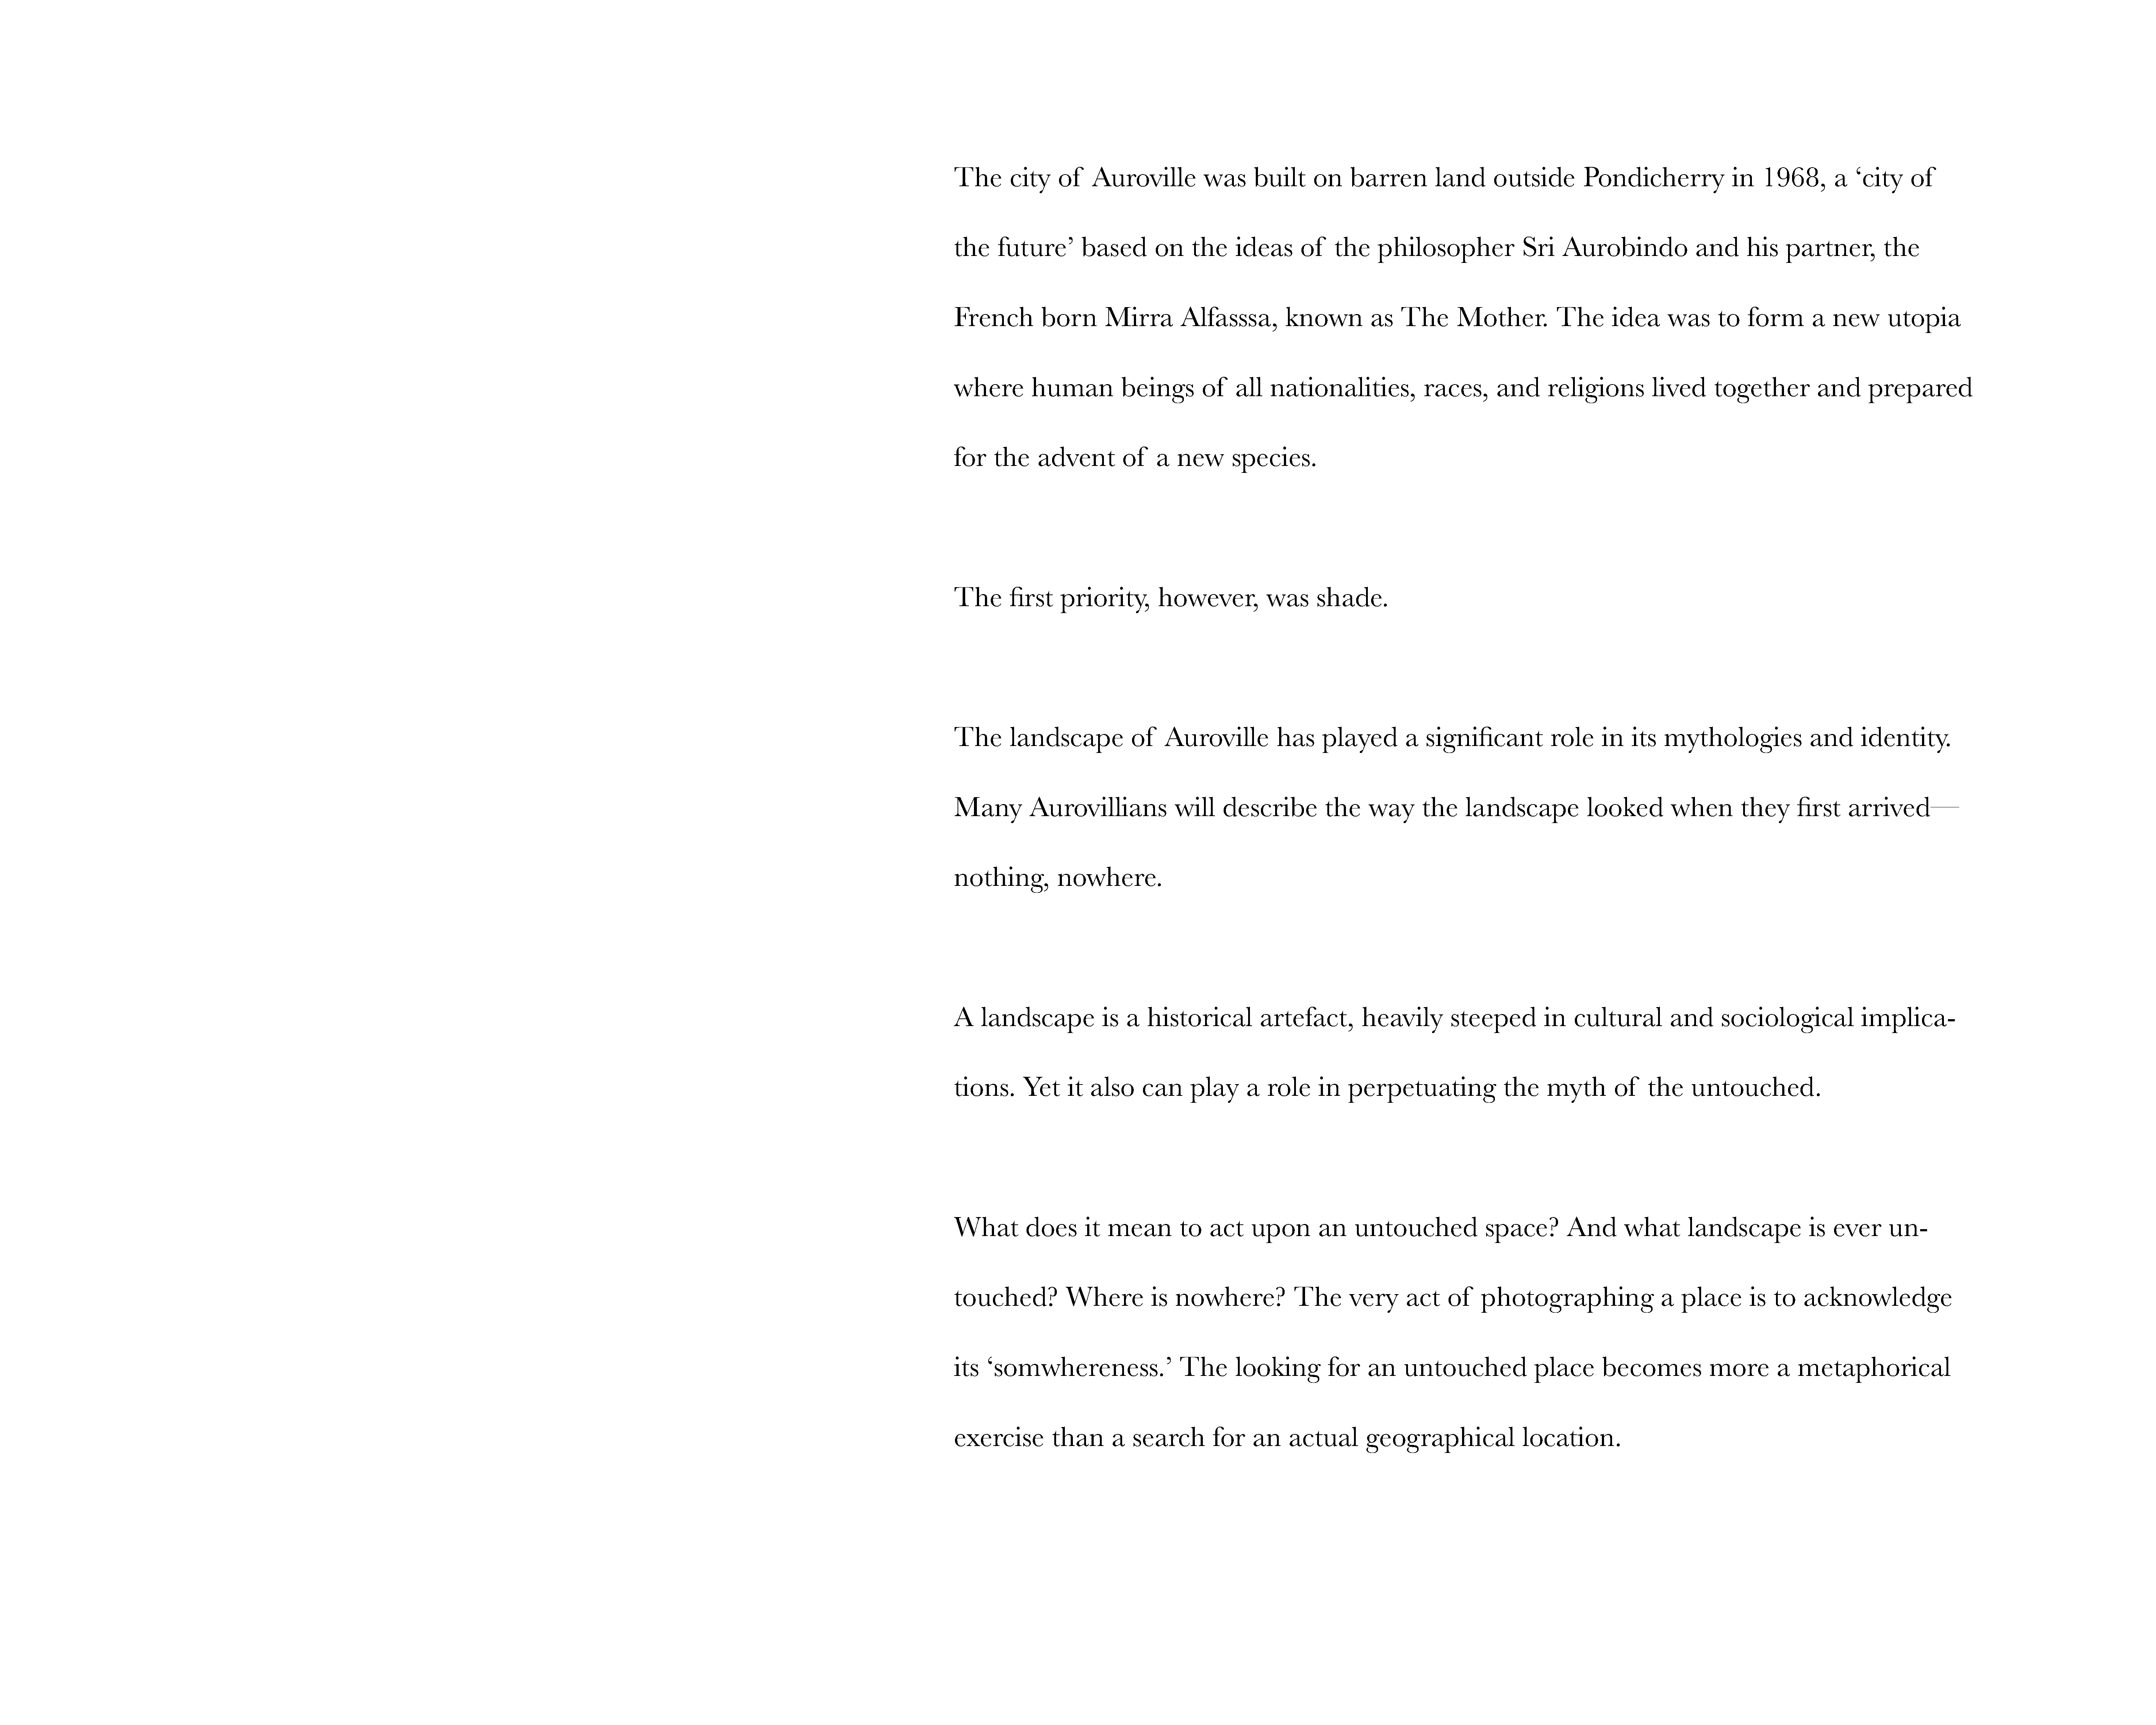 The city of Auroville was built on barren land outside Pondicherry in 1968, a ‘city of
the future’ based on the ideas of the philosopher Sri Aurobindo and his partner, the
French born Mirra Alfasssa, known as The Mother. The idea was to form a new utopia
where human beings of all nationalities, races, and religions lived together and prepared
for the advent of a new species.
The first priority, however, was shade.
The landscape of Auroville has played a significant role in its mythologies and identity.
Many Aurovillians will describe the way the landscape looked when they first arrived—
nothing, nowhere.
A landscape is a historical artefact, heavily steeped in cultural and sociological implica-
tions. Yet it also can play a role in perpetuating the myth of the untouched.
What does it mean to act upon an untouched space? And what landscape is ever un-
touched? Where is nowhere? The very act of photographing a place is to acknowledge
its ‘somwhereness.’ The looking for an untouched place becomes more a metaphorical
exercise than a search for an actual geographical location.